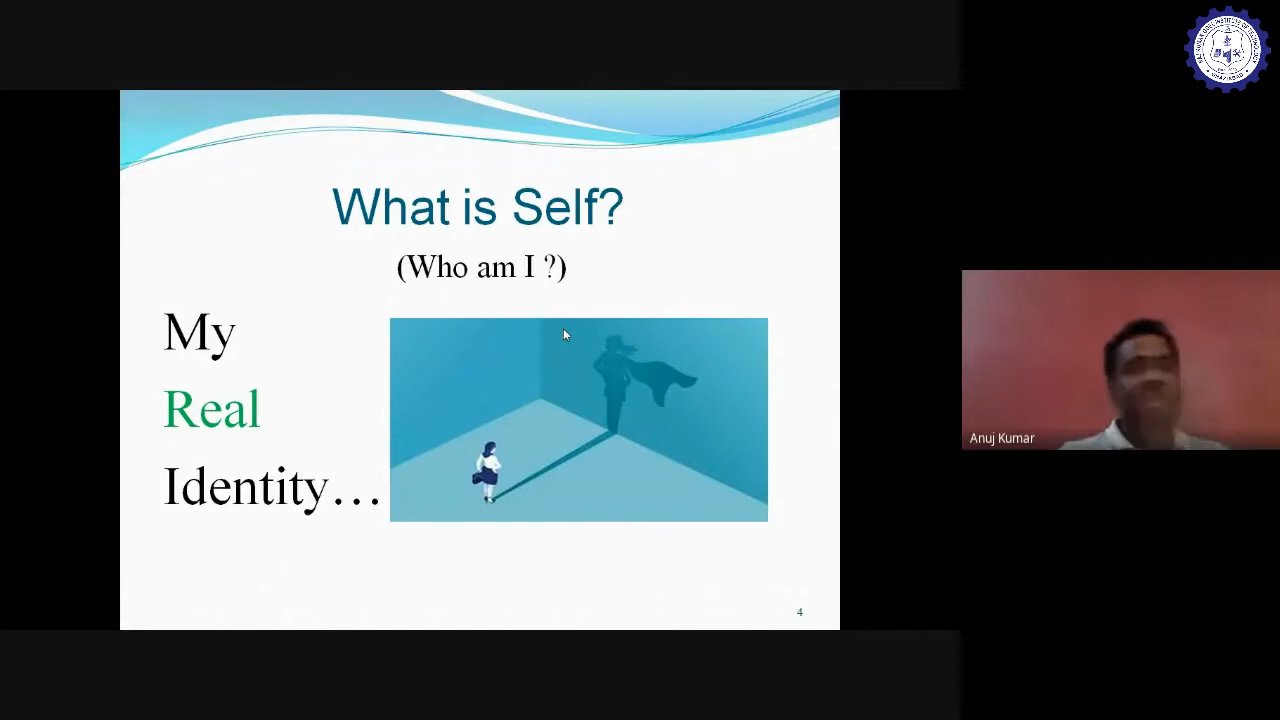 What is Self?
(Who am I ?)
My
Real
Identity…
4
Anuj Kumar